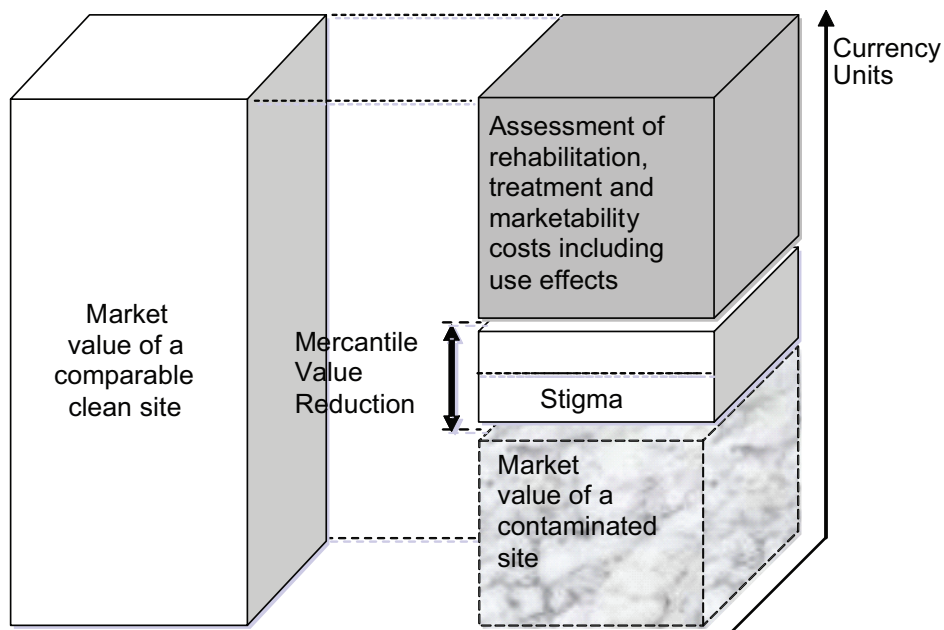 Currency
Units
Assessment of
rehabilitation,
treatment and
marketability
costs including
use effects
Market
value of a
comparable
clean site
Mercantile
Value
Reduction
Stigma
Market
value of a
contaminated
site